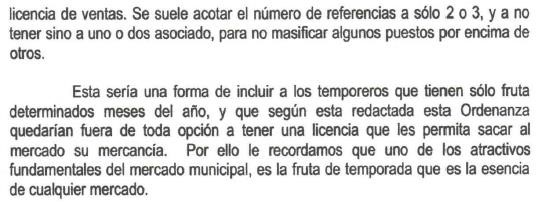 licencia de ventas. Se suele acotar el número de referencias a sólo 2 o 3, y a no
tener sino a uno o dos asociado, para no masificar algunos puestos por encima de
otros.
Esta sería una forma de incluir a los temporeros que tienen sólo fruta
determinados meses del año, y que según esta redactada esta Ordenanza
quedarían fuera de toda opción a tener una licencia que les permita sacar al
mercado su mercancía. Por ello le recordamos que uno de los atractivos
fundamentales del mercado municipal, es la fruta de temporada que es la esencia
de cualquier mercado.